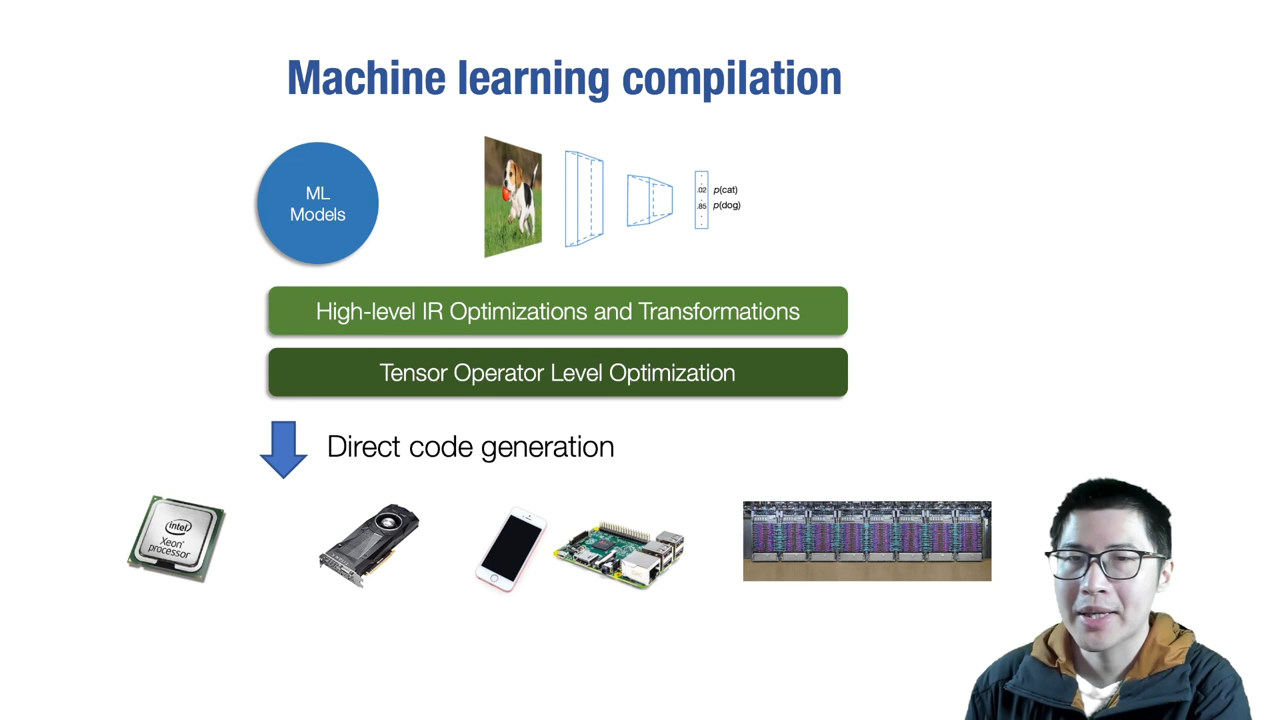 Machine learning compilation
ML
Models
.02 p(cat)
.85 p(dog)
High-level IR Optimizations and Transformations
Tensor Operator Level Optimization
Direct code generation
intel
Xeon®
processor